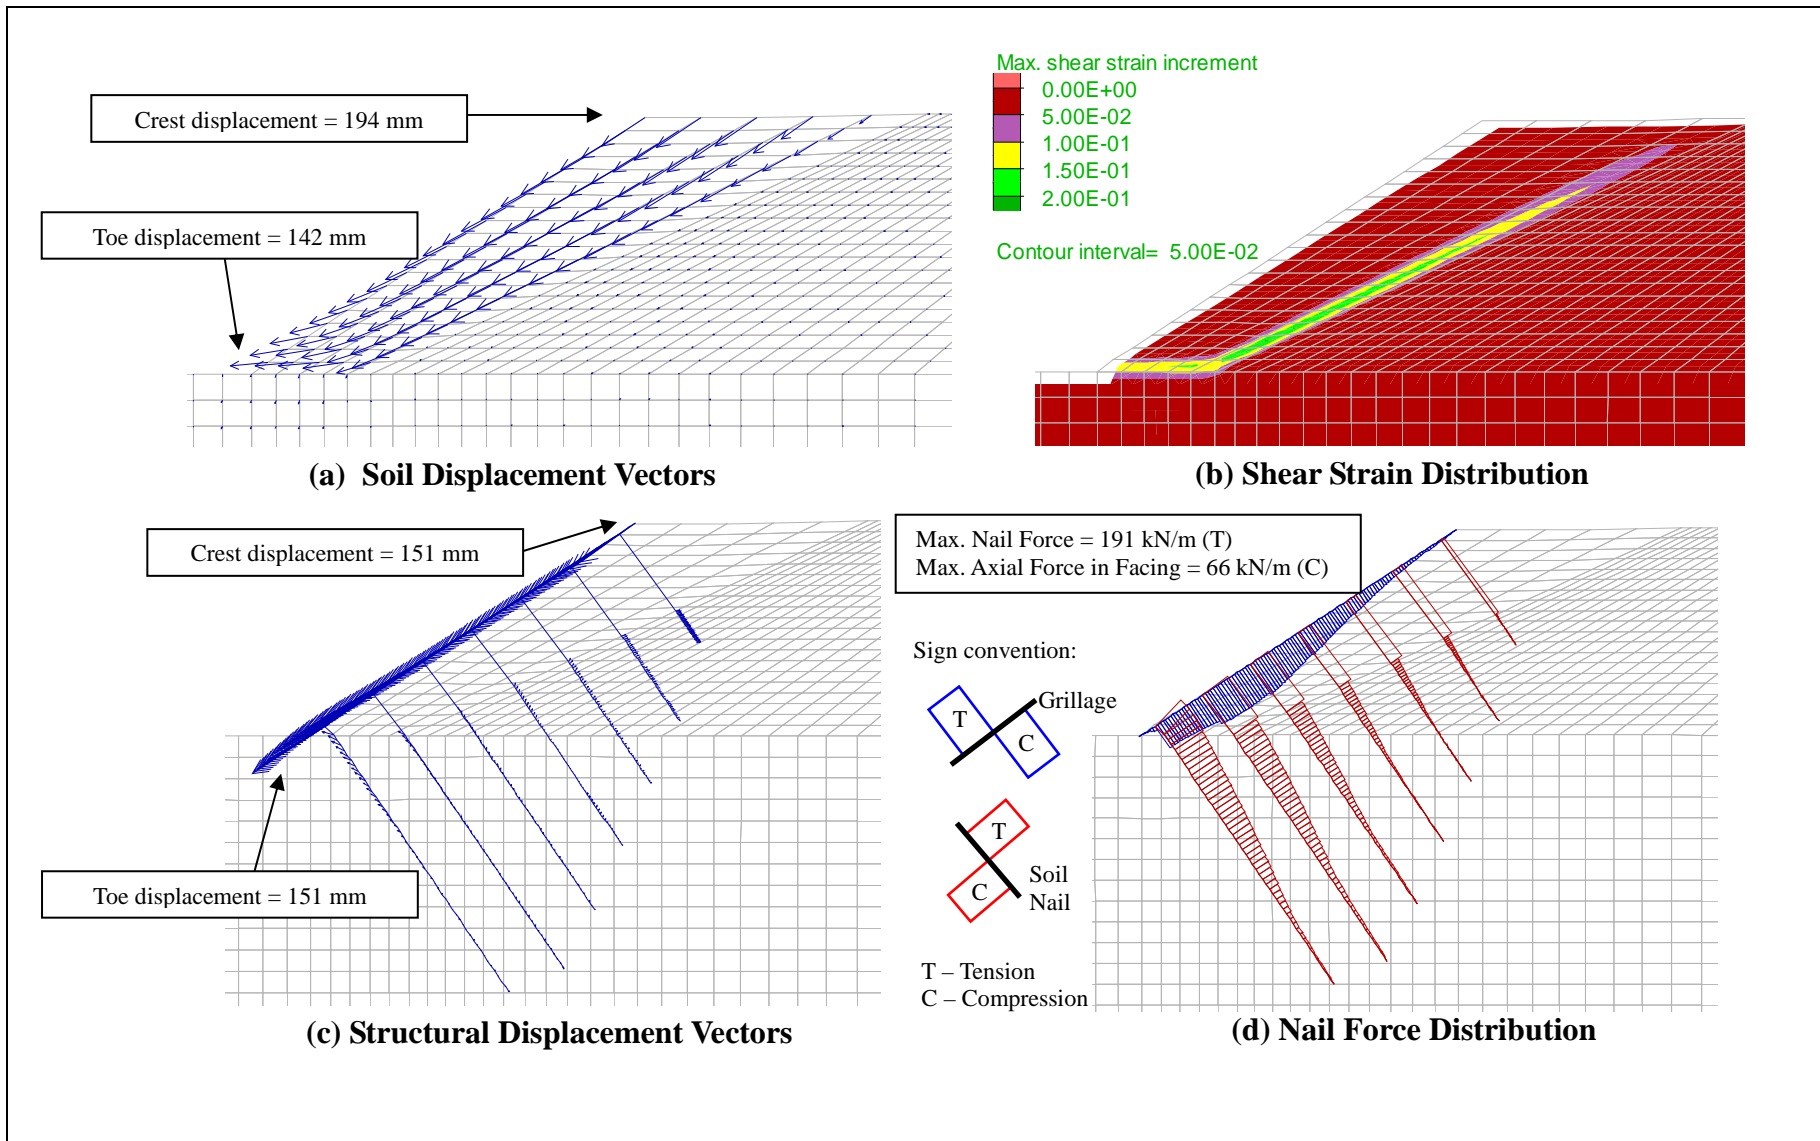 Crest displacement = 194 mm
Toe displacement = 142 mm
(a) Soil Displacement Vectors
Max. shear strain increment
0.00E+00
5.00E-02
1.00E-01
1.50E-01
2.00E-01
Contour interval= 5.00E-02
(b) Shear Strain Distribution
Crest displacement = 151 mm
Toe displacement = 151 mm
(c) Structural Displacement Vectors
Max. Nail Force = 191 kN/m (T)
Max. Axial Force in Facing = 66 kN/m (C)
Sign convention:
Grillage
T
C
T
C
Soil
Nail
T – Tension
C – Compression
(d) Nail Force Distribution